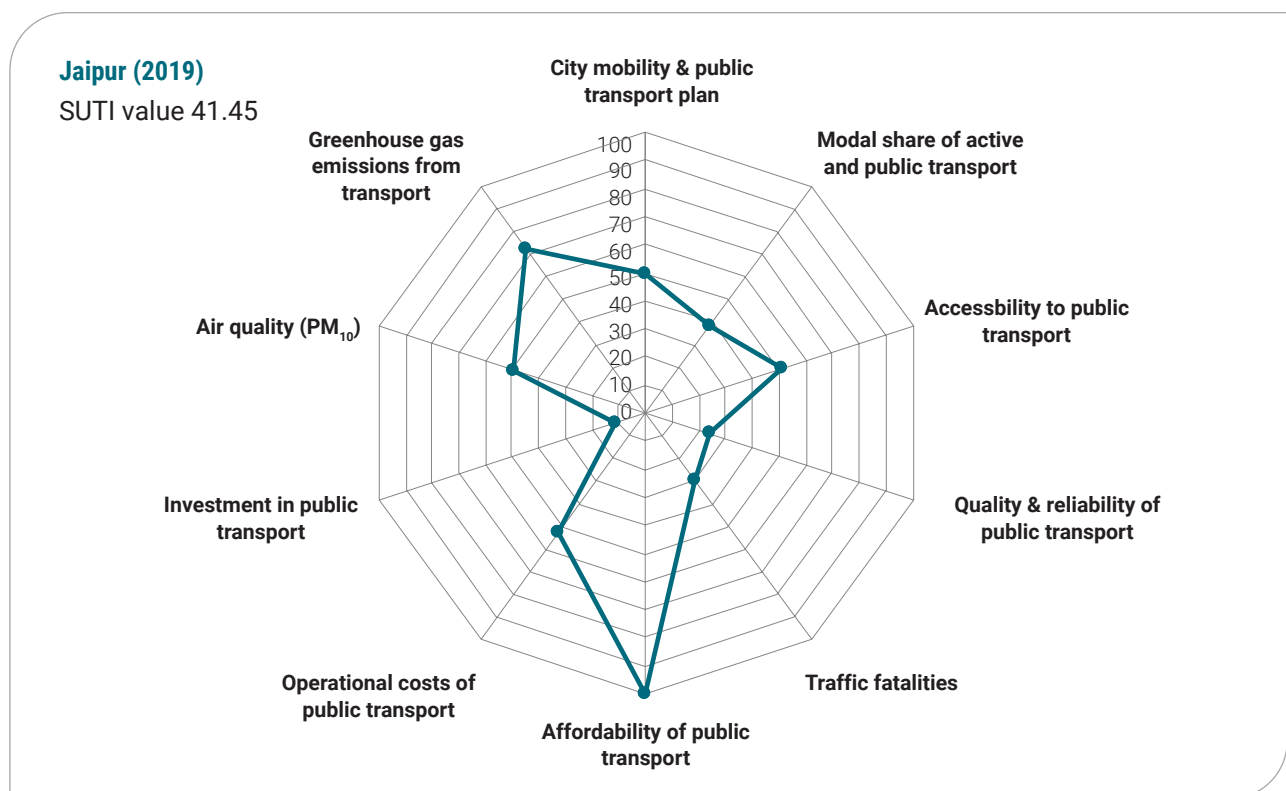 Jaipur (2019)
SUTI value 41.45
City mobility & public
transport plan
Modal share of active
and public transport
Accessbility to public
transport
Quality & reliability of
public transport
Traffic fatalities
Affordability of public
transport
Operational costs of
public transport
Investment in public
transport
Air quality (PM₁₀)
Greenhouse gas
emissions from
transport
100
90
80
70
60
50
40
30
20
10
0